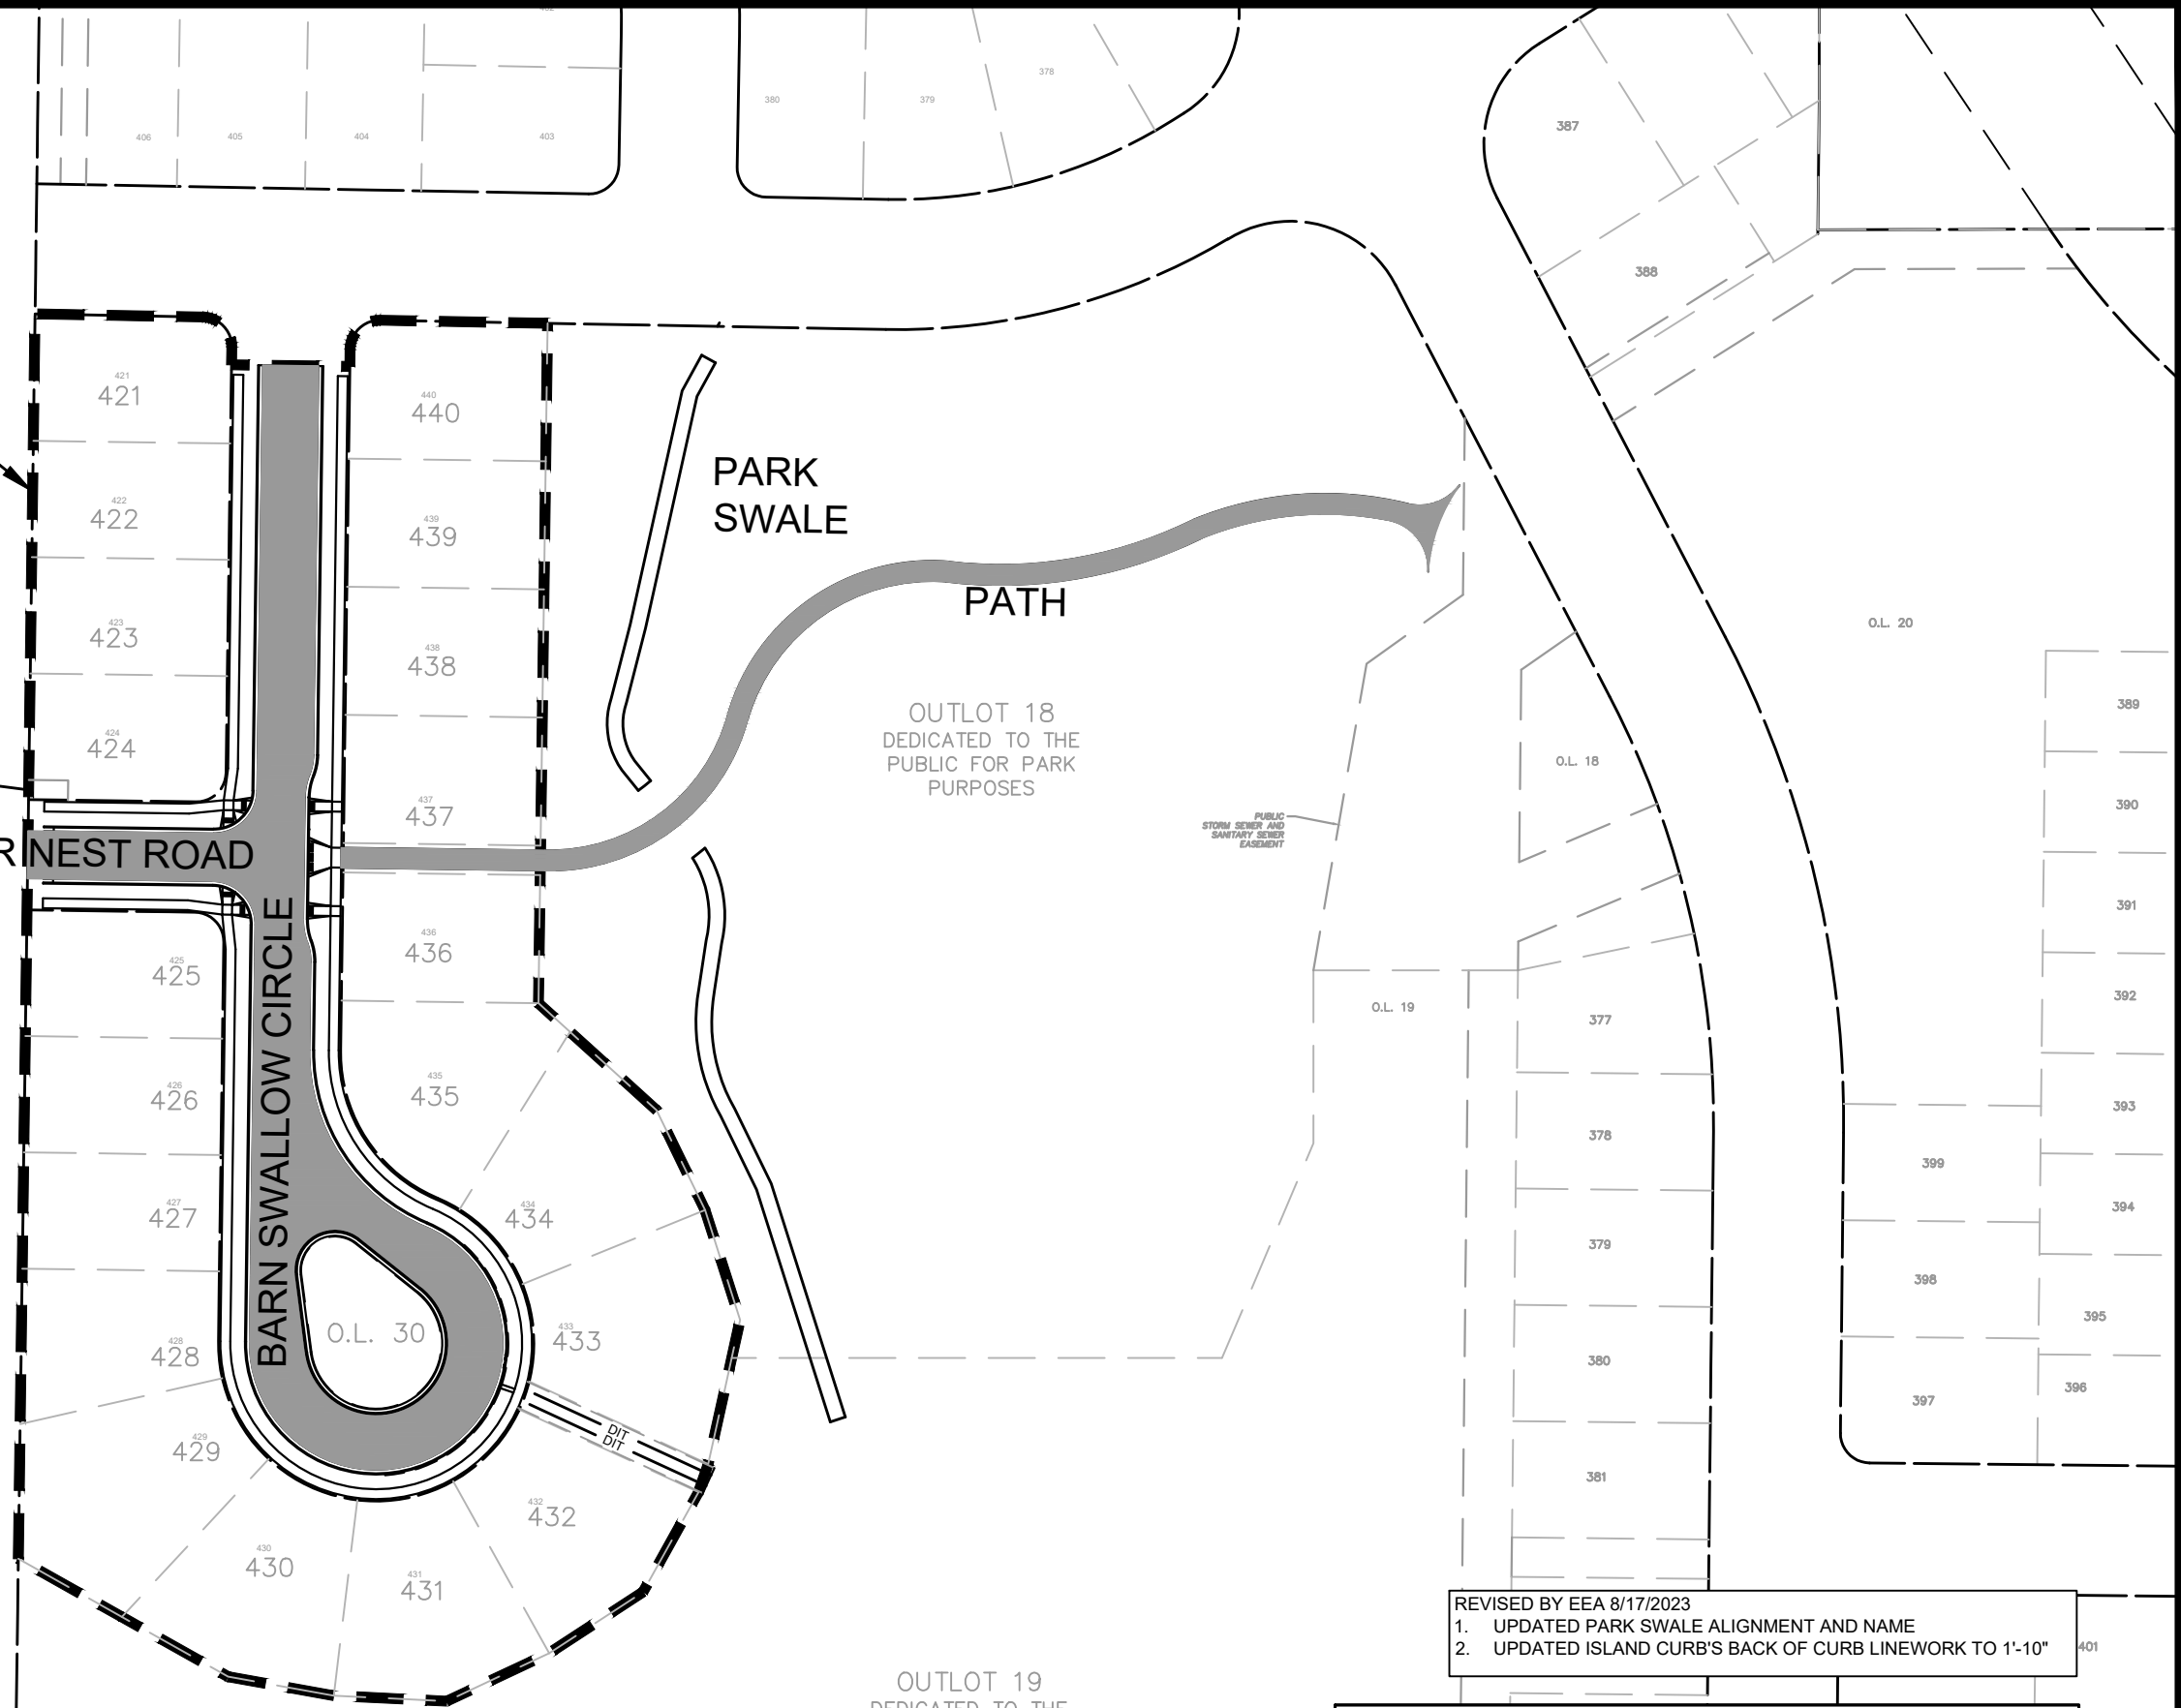 402
406
405
404
403
380
379
378
387
388
421
421
422
422
423
423
424
424
440
440
439
439
438
438
437
437
436
436
435
435
434
434
433
433
432
432
431
431
430
430
429
429
428
428
427
427
426
426
425
425
PARK
SWALE
PATH
R NEST ROAD
BARN SWALLOW CIRCLE
O.L. 30
DIT
DIT
OUTLOT 18
DEDICATED TO THE
PUBLIC FOR PARK
PURPOSES
PUBLIC
STORM SEWER AND
SANITARY SEWER
EASEMENT
O.L. 18
O.L. 19
O.L. 20
377
378
379
380
381
389
390
391
392
393
394
395
396
397
398
399
401
REVISED BY EEA 8/17/2023
1. UPDATED PARK SWALE ALIGNMENT AND NAME
2. UPDATED ISLAND CURB'S BACK OF CURB LINEWORK TO 1'-10"
OUTLOT 19
DEDICATED TO THE